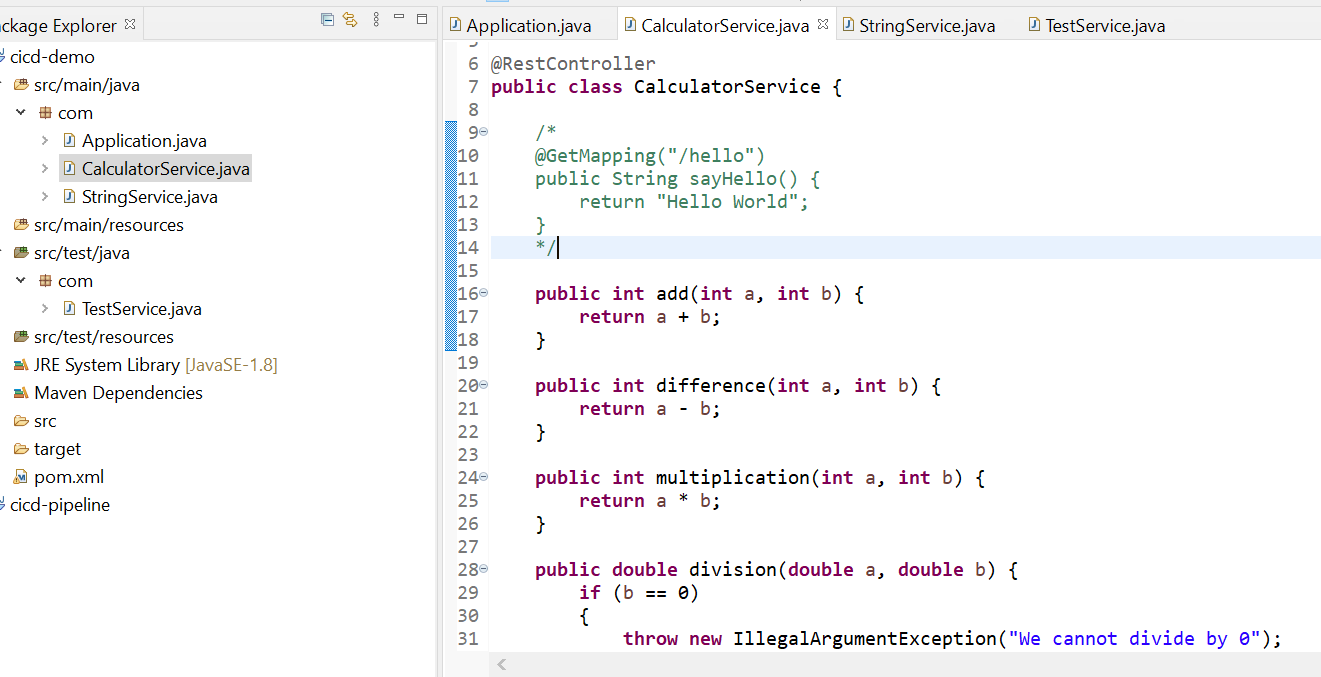 ckage Explorer
cicd-demo
src/main/java
com
Application.java
CalculatorService.java
StringService.java
src/main/resources
src/test/java
com
TestService.java
src/test/resources
JRE System Library [JavaSE-1.8]
Maven Dependencies
src
target
pom.xml
cicd-pipeline
Application.java CalculatorService.java StringService.java TestService.java
6 @RestController
7 public class CalculatorService {
8
9 /*
10 @GetMapping("/hello")
11 public String sayHello() {
12 return "Hello World";
13 }
14 */
15
16 public int add(int a, int b) {
17 return a + b;
18 }
19
20 public int difference(int a, int b) {
21 return a - b;
22 }
23
24 public int multiplication(int a, int b) {
25 return a * b;
26 }
27
28 public double division(double a, double b) {
29 if (b == 0)
30 {
31 throw new IllegalArgumentException("We cannot divide by 0");